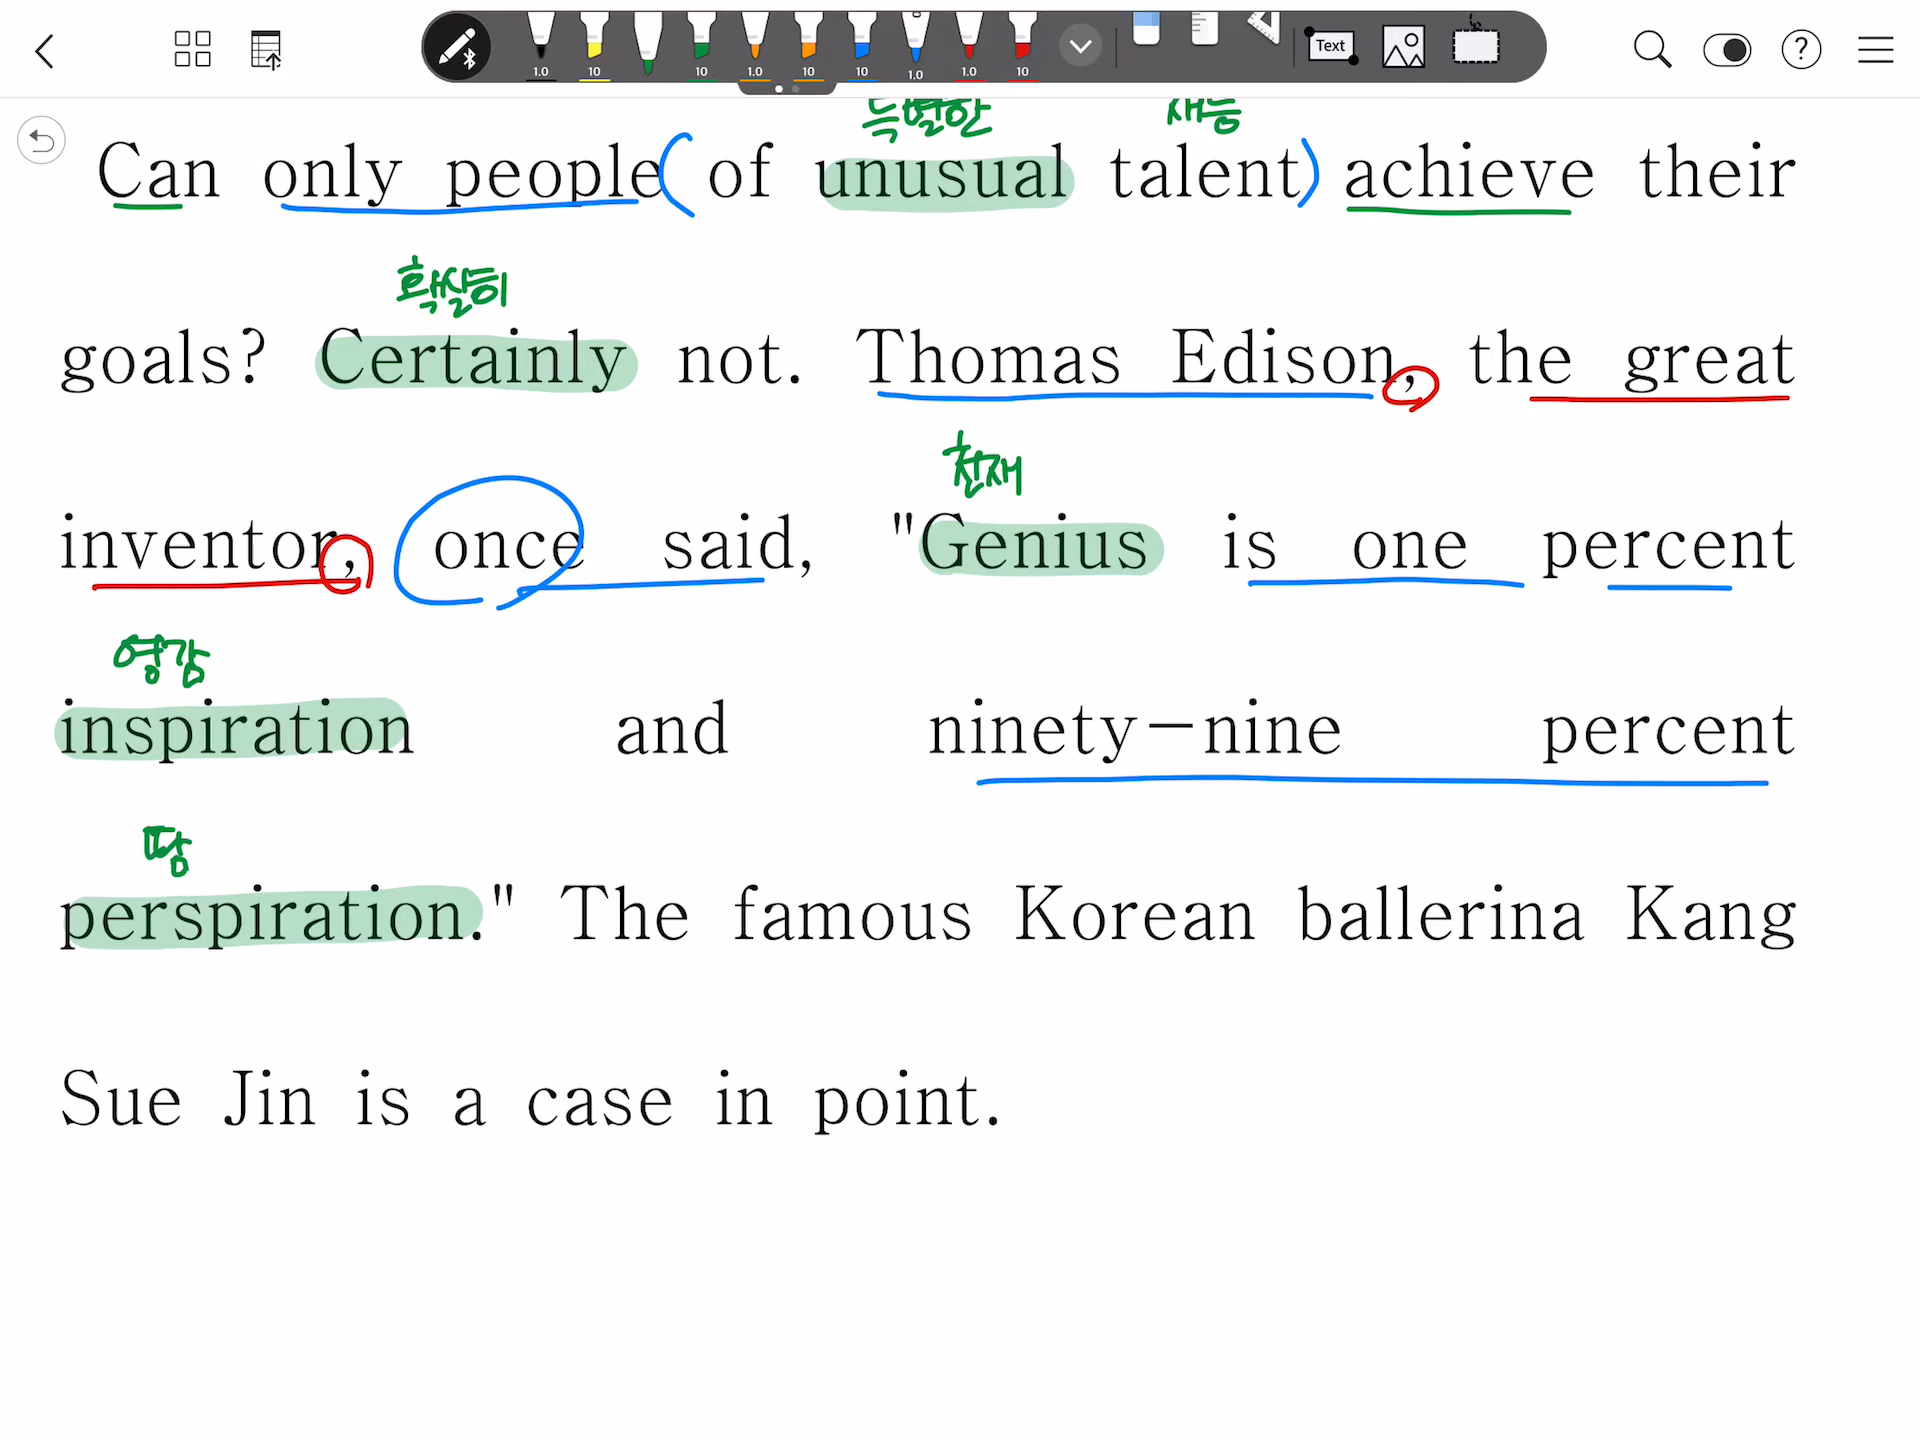 1.0 10 10 1.0 10 10 1.0 1.0 10 Text
특별한 재능
Can only people ( of unusual talent) achieve their
확실히
goals? Certainly not. Thomas Edison, the great
천재
inventor, once said, "Genius is one percent
영감
inspiration and ninety-nine percent
땀
perspiration." The famous Korean ballerina Kang
Sue Jin is a case in point.